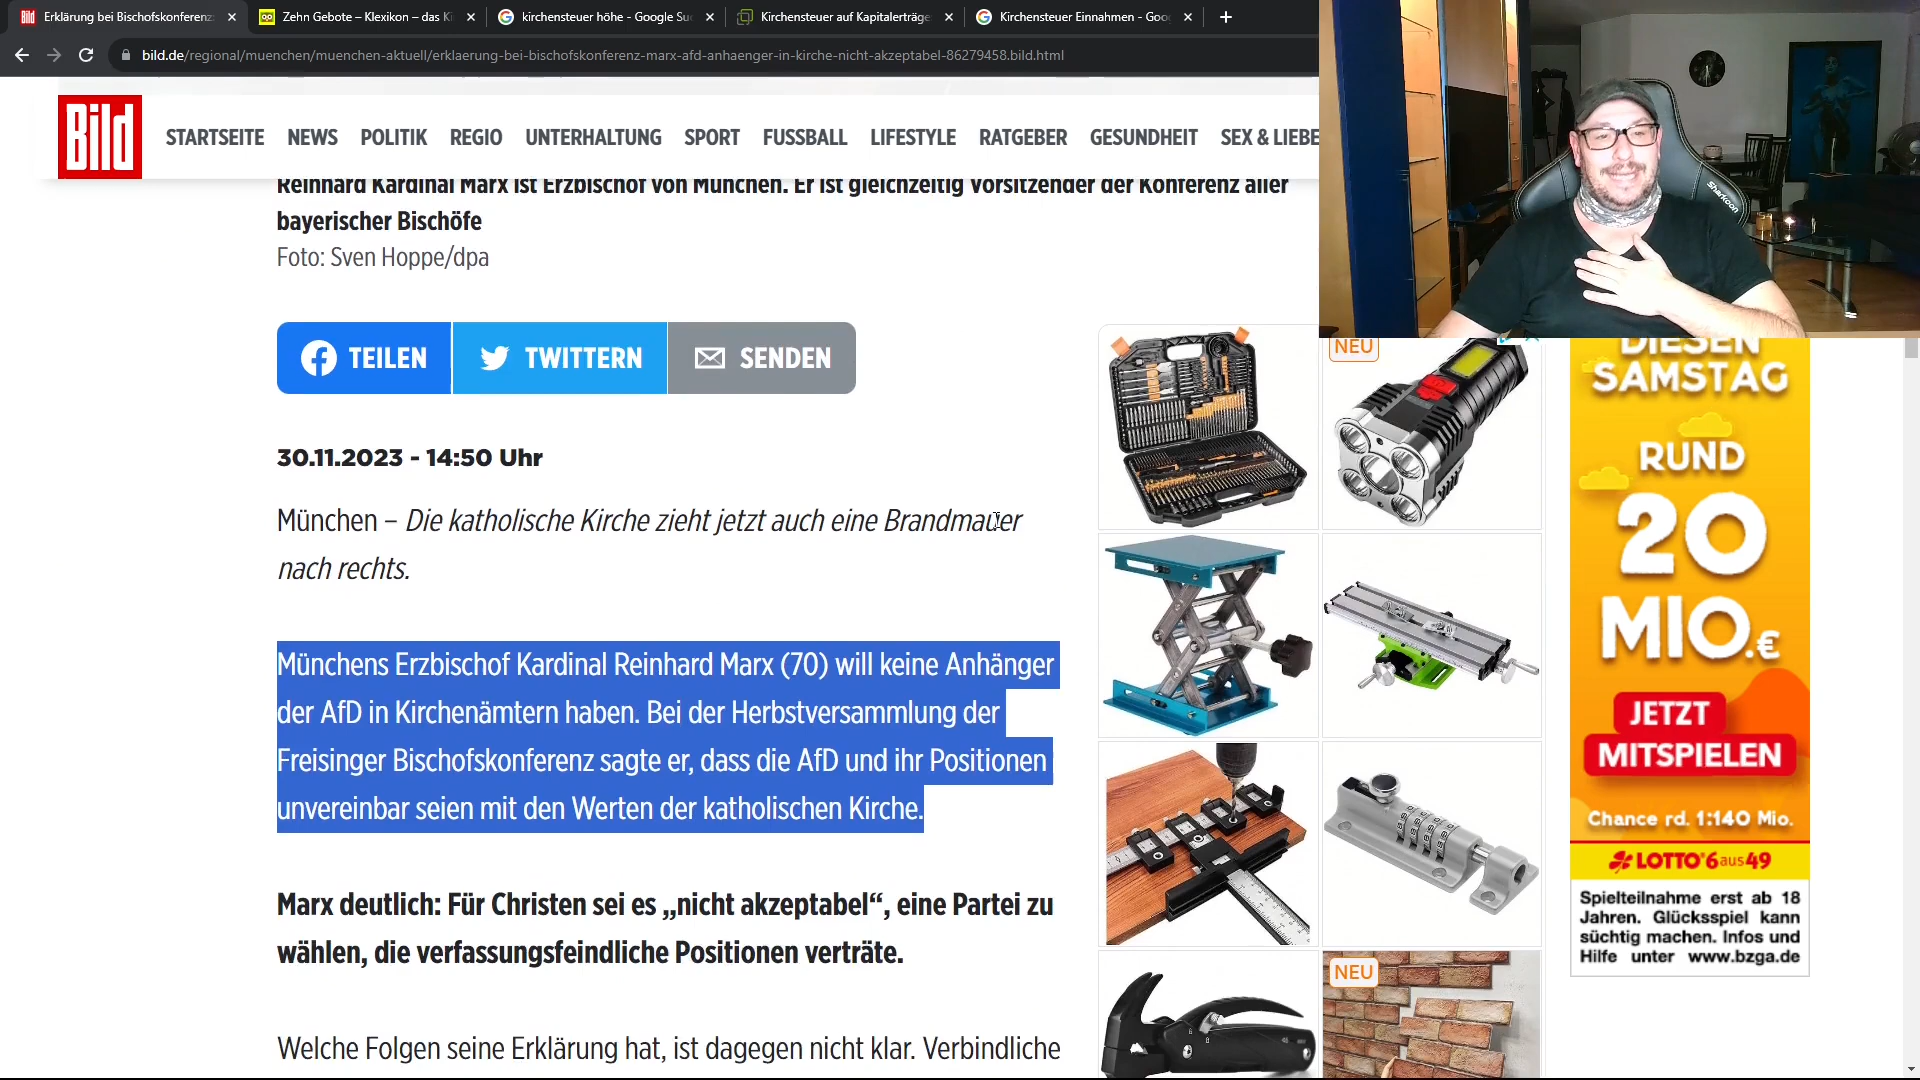 Erklärung bei Bischofskonferenz
Zehn Gebote – Klexikon – das Ki
kirchensteuer höhe - Google Su
Kirchensteuer auf Kapitalerträge
Kirchensteuer Einnahmen - Goo
bild.de/regional/muenchen/muenchen-aktuell/erklaerung-bei-bischofskonferenz-marx-afd-anhaenger-in-kirche-nicht-akzeptabel-86279458.bild.html
Bild
STARTSEITE NEWS POLITIK REGIO UNTERHALTUNG SPORT FUSSBALL LIFESTYLE RATGEBER GESUNDHEIT SEX & LIEBE
Reinhard Kardinal Marx ist Erzbischof von München. Er ist gleichzeitig Vorsitzender der Konferenz aller
bayerischer Bischöfe
Foto: Sven Hoppe/dpa
TEILEN
TWITTERN
SENDEN
30.11.2023 - 14:50 Uhr
München – Die katholische Kirche zieht jetzt auch eine Brandmauer
nach rechts.
Münchens Erzbischof Kardinal Reinhard Marx (70) will keine Anhänger
der AfD in Kirchenämtern haben. Bei der Herbstversammlung der
Freisinger Bischofskonferenz sagte er, dass die AfD und ihr Positionen
unvereinbar seien mit den Werten der katholischen Kirche.
Marx deutlich: Für Christen sei es „nicht akzeptabel“, eine Partei zu
wählen, die verfassungsfeindliche Positionen verträte.
Welche Folgen seine Erklärung hat, ist dagegen nicht klar. Verbindliche
Sharkoon
NEU
NEU
DIESEN
SAMSTAG
RUND
20
MIO.€
JETZT
MITSPIELEN
Chance rd. 1:140 Mio.
LOTTO 6aus49
Spielteilnahme erst ab 18
Jahren. Glücksspiel kann
süchtig machen. Infos und
Hilfe unter www.bzga.de